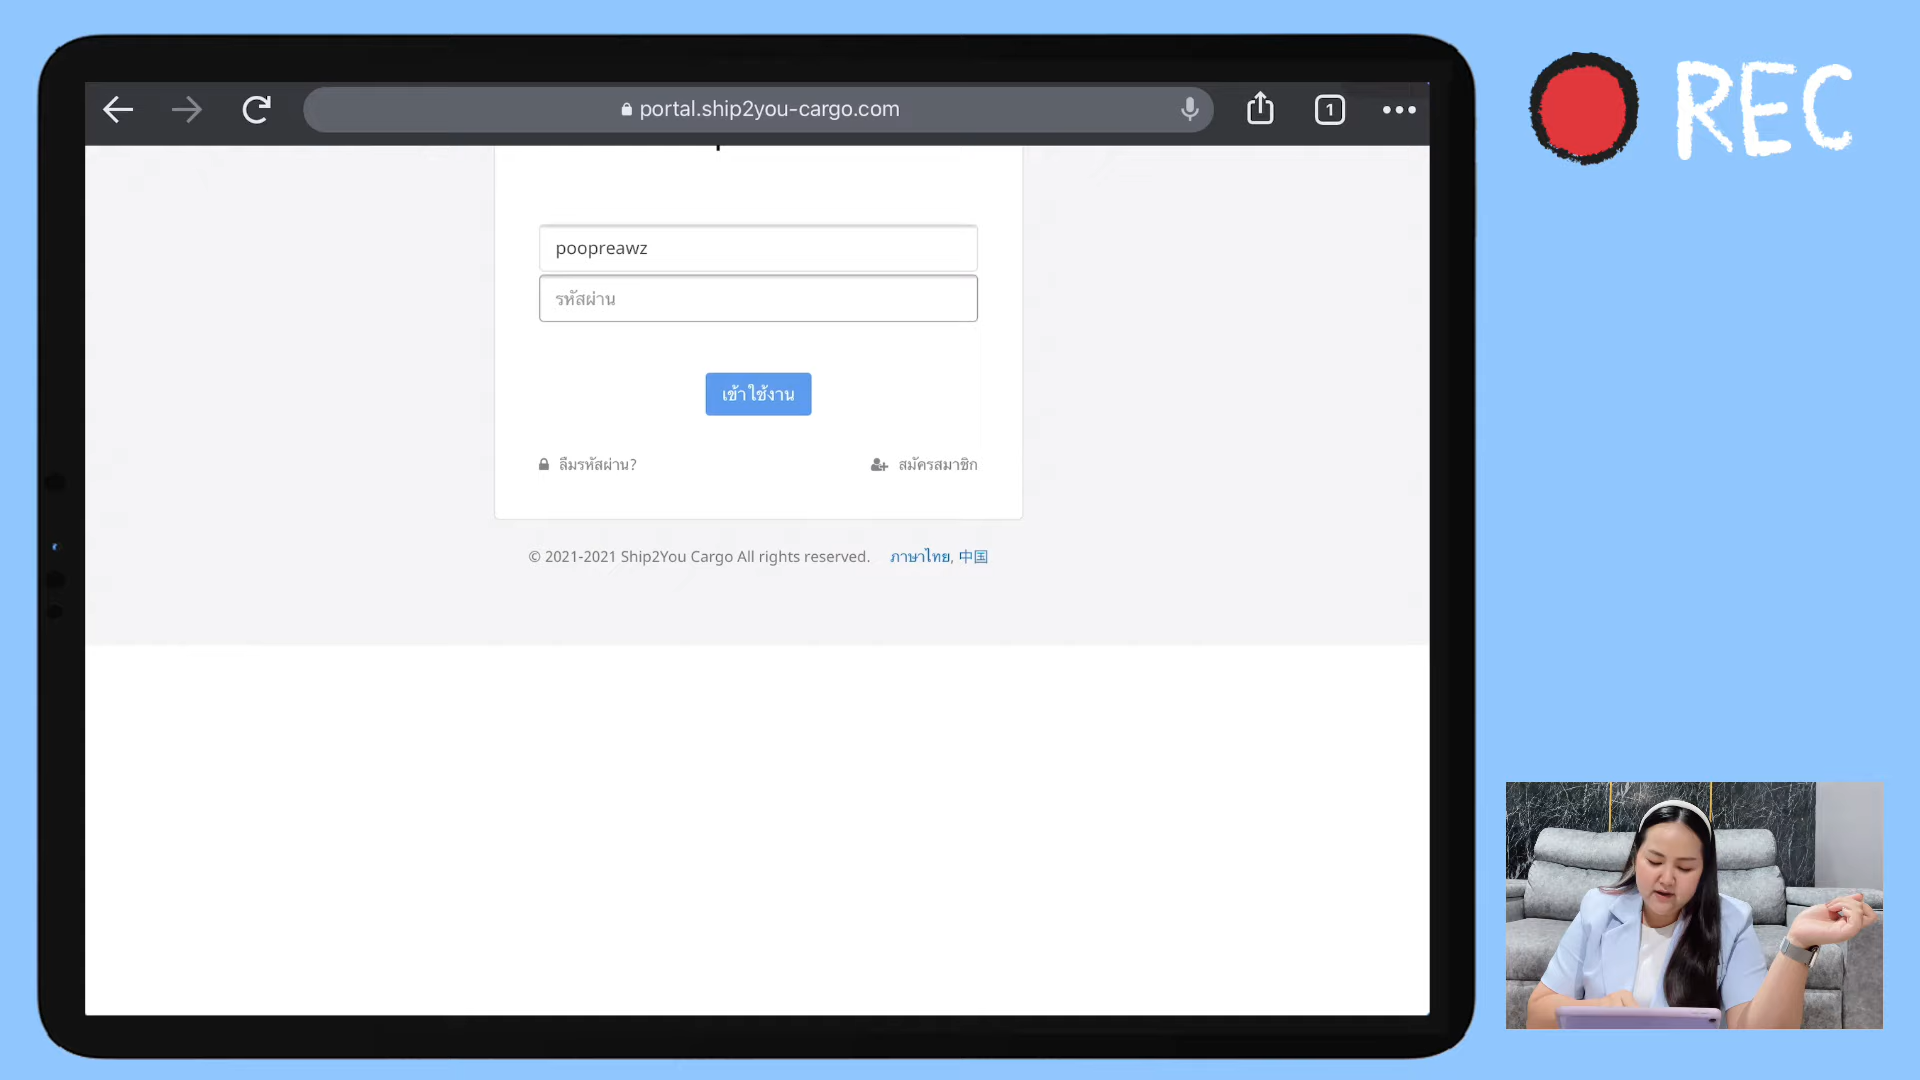 portal.ship2you-cargo.com
1
REC
poopreawz
รหัสผ่าน
เข้าใช้งาน
ลืมรหัสผ่าน?
สมัครสมาชิก
© 2021-2021 Ship2You Cargo All rights reserved. ภาษาไทย, 中国